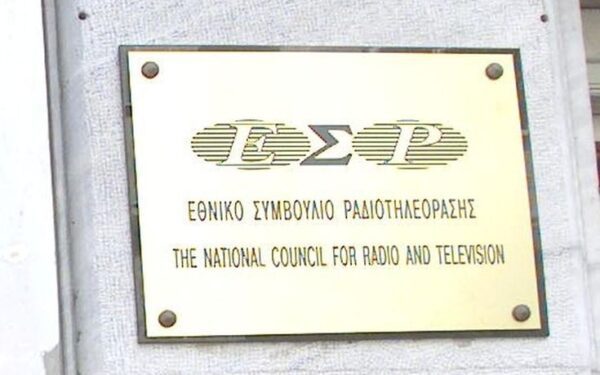 ΕΣΡ
ΕΘΝΙΚΟ ΣΥΜΒΟΥΛΙΟ ΡΑΔΙΟΤΗΛΕΟΡΑΣΗΣ
THE NATIONAL COUNCIL FOR RADIO AND TELEVISION